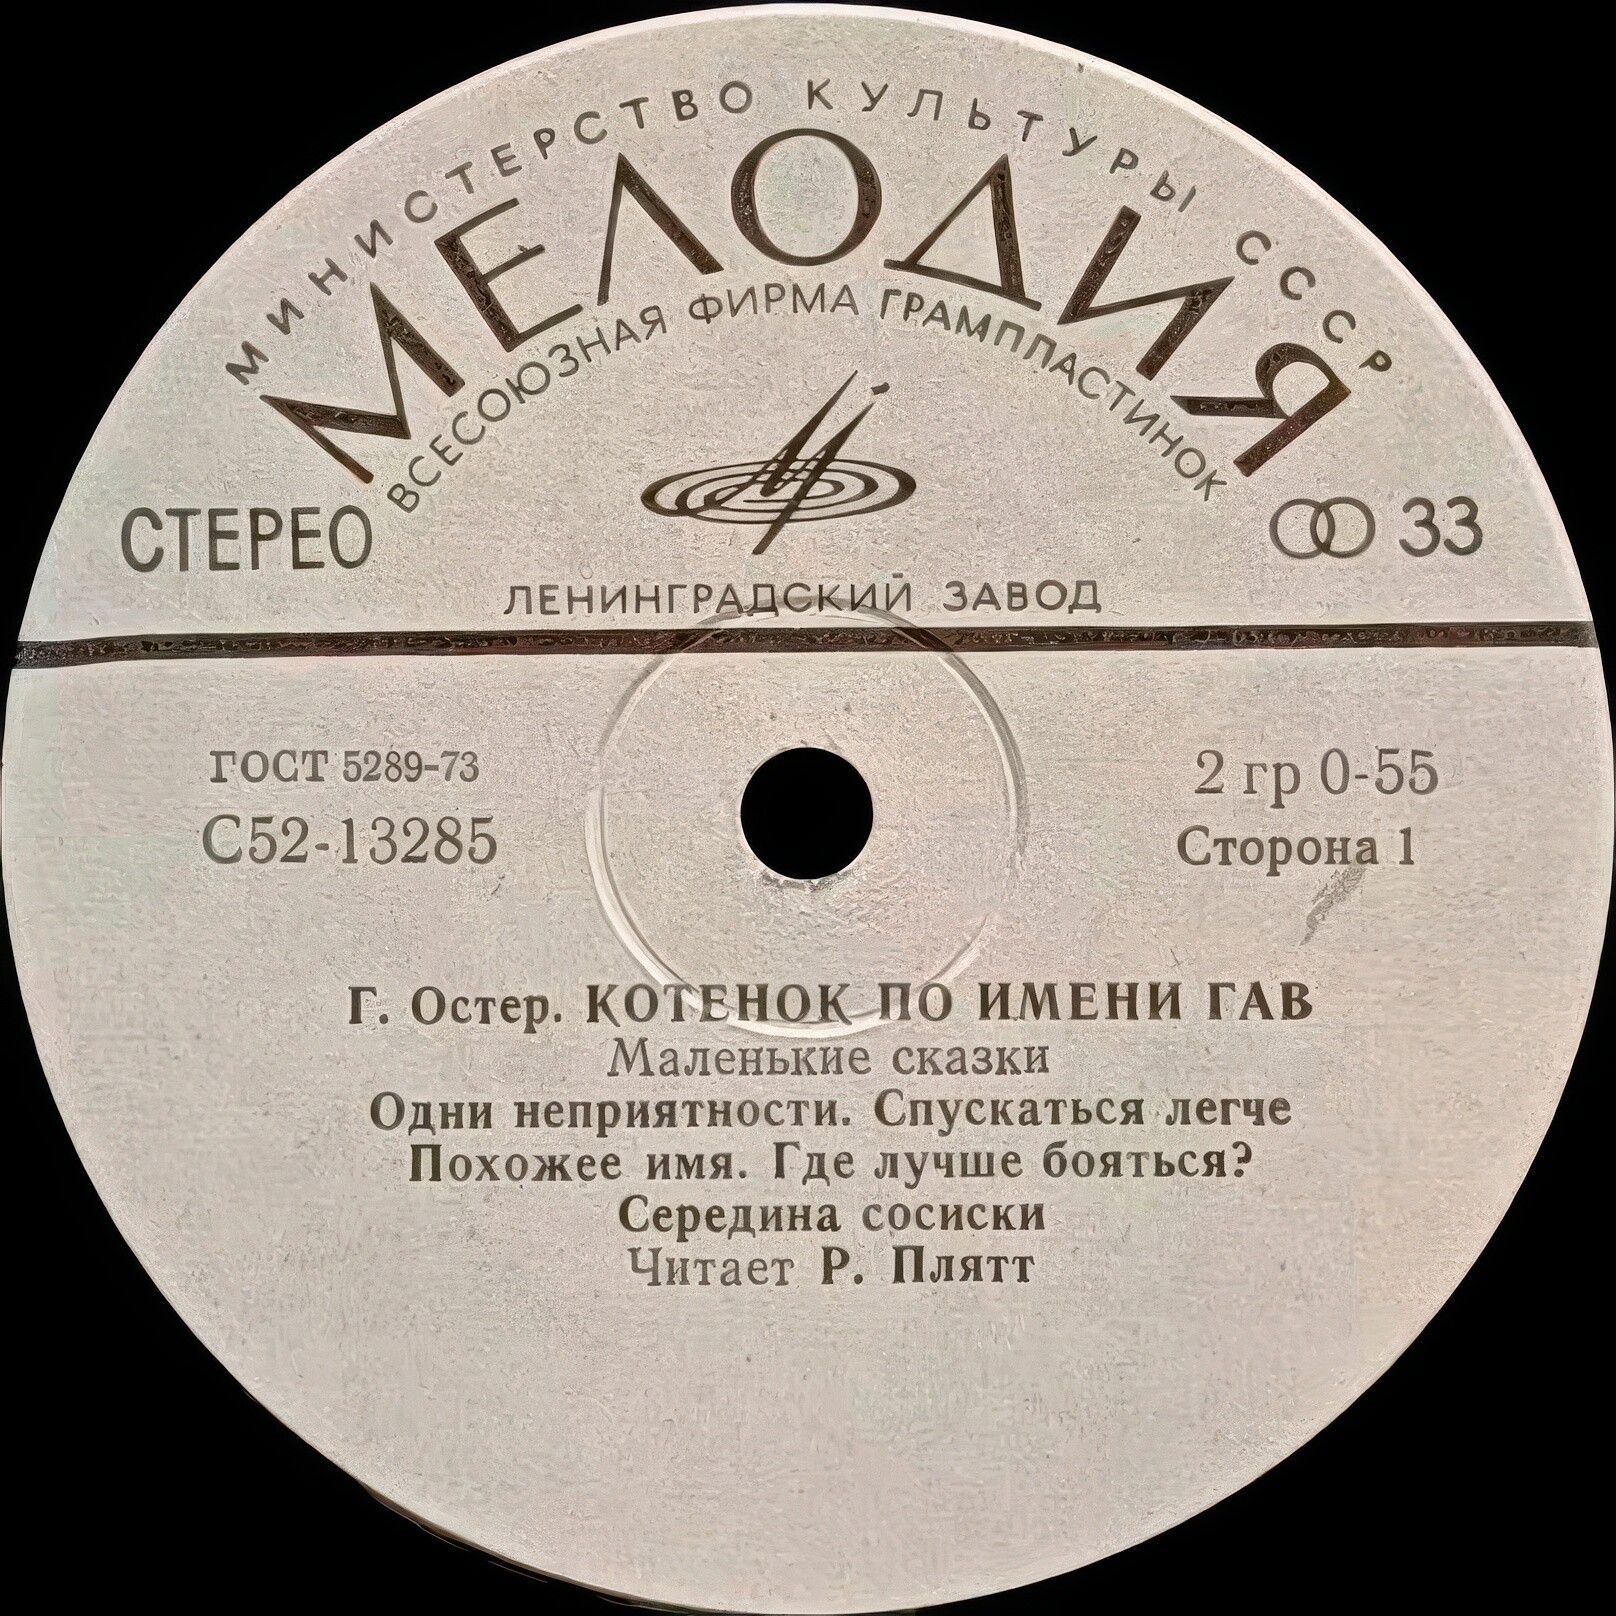 МИНИСТЕРСТВО КУЛЬТУРЫ СССР
МЕЛОДИЯ
ВСЕСОЮЗНАЯ ФИРМА ГРАМПЛАСТИНОК
СТЕРЕО
33
ЛЕНИНГРАДСКИЙ ЗАВОД
ГОСТ 5289-73
2 гр 0-55
С52-13285
Сторона 1
Г. Остер. КОТЕНОК ПО ИМЕНИ ГАВ
Маленькие сказки
Одни неприятности. Спускаться легче
Похожее имя. Где лучше бояться?
Середина сосиски
Читает Р. Плятт